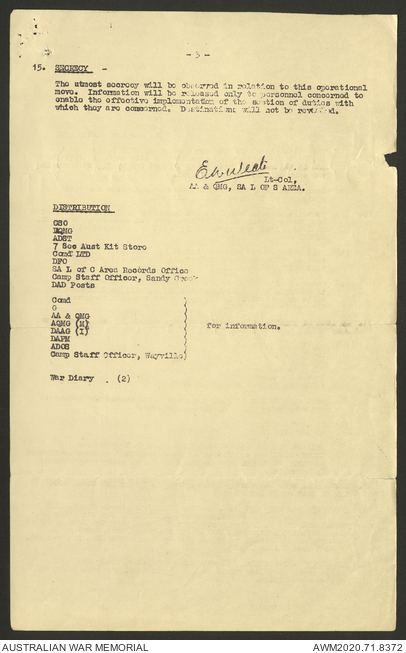 - 3 -
15. SECRECY -
The utmost secrecy will be observed in relation to this operational
move. Information will be released only to personnel concerned to
enable the effective implementation of the section of duties with
which they are concerned. Destinations will not be revealed.
Lt-Col,
AA & QMG, SA L OF S AREA.
DISTRIBUTION
GSO
DQMG
ADST
7 Sec Aust Kit Store
Comd LTD
DFO
SA L of C Area Records Office
Camp Staff Officer, Sandy Creek
DAD Posts
Comd
G
AA & QMG
AQMG (M)
DAAG (I)
DAPM
ADOS
Camp Staff Officer, Wayville)
for information.
War Diary . (2)
AUSTRALIAN WAR MEMORIAL
AWM2020.71.8372